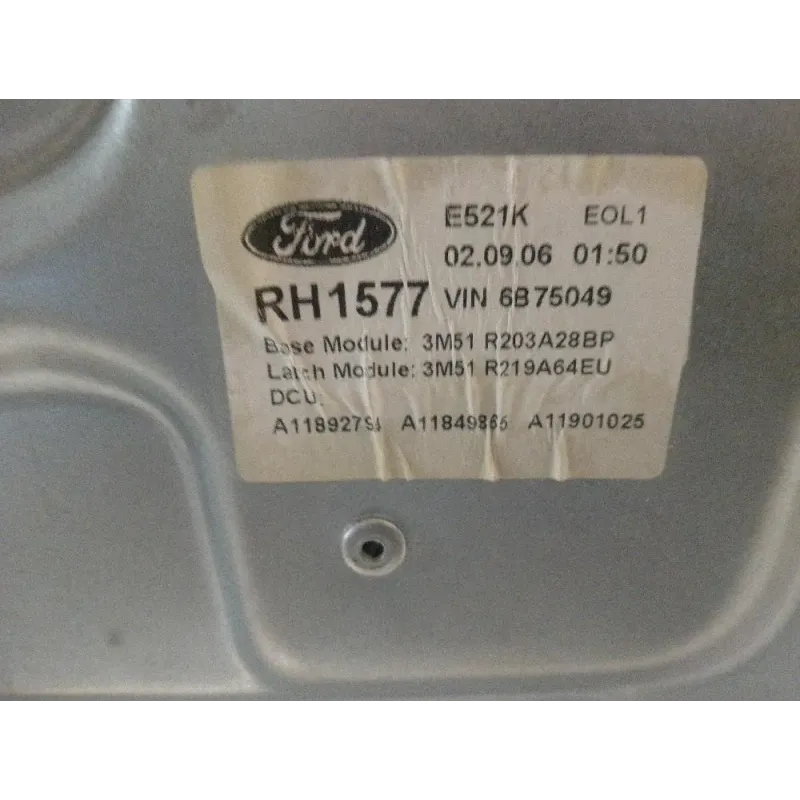 Ford
E521K EOL1
02.09.06 01:50
RH1577 VIN 6B75049
Base Module: 3M51 R203A28BP
Latch Module: 3M51 R219A64EU
DCU:
A11849866 A11901025